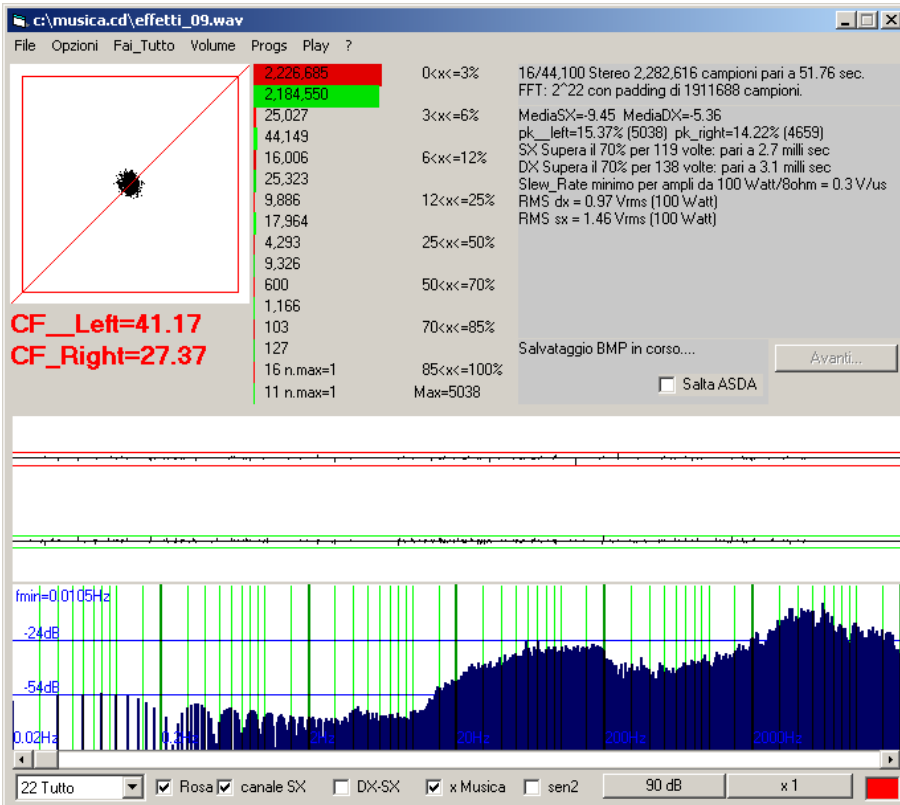 c:\musica.cd\effetti_09.wav
File Opzioni Fai_Tutto Volume Progs Play ?
2,226,685 0<x<=3%
2,184,550
25,027 3<x<=6%
44,149
16,006 6<x<=12%
25,323
9,886 12<x<=25%
17,964
4,293 25<x<=50%
9,326
600 50<x<=70%
1,166
103 70<x<=85%
127
16 n.max=1 85<x<=100%
11 n.max=1 Max=5038
16/44,100 Stereo 2,282,616 campioni pari a 51.76 sec.
FFT: 2^22 con padding di 1911688 campioni.
MediaSX=-9.45 MediaDX=-5.36
pk__left=15.37% (5038) pk_right=14.22% (4659)
SX Supera il 70% per 119 volte: pari a 2.7 milli sec
DX Supera il 70% per 138 volte: pari a 3.1 milli sec
Slew_Rate minimo per ampli da 100 Watt/8ohm = 0.3 V/us
RMS dx = 0.97 Vrms (100 Watt)
RMS sx = 1.46 Vrms (100 Watt)
CF__Left=41.17
CF_Right=27.37
Salvataggio BMP in corso....
Avanti...
Salta ASDA
fmin=0.0105Hz
-24dB
-54dB
0.02Hz 0.2Hz 2Hz 20Hz 200Hz 2000Hz
22 Tutto Rosa canale SX DX-SX x Musica sen2 90 dB x 1